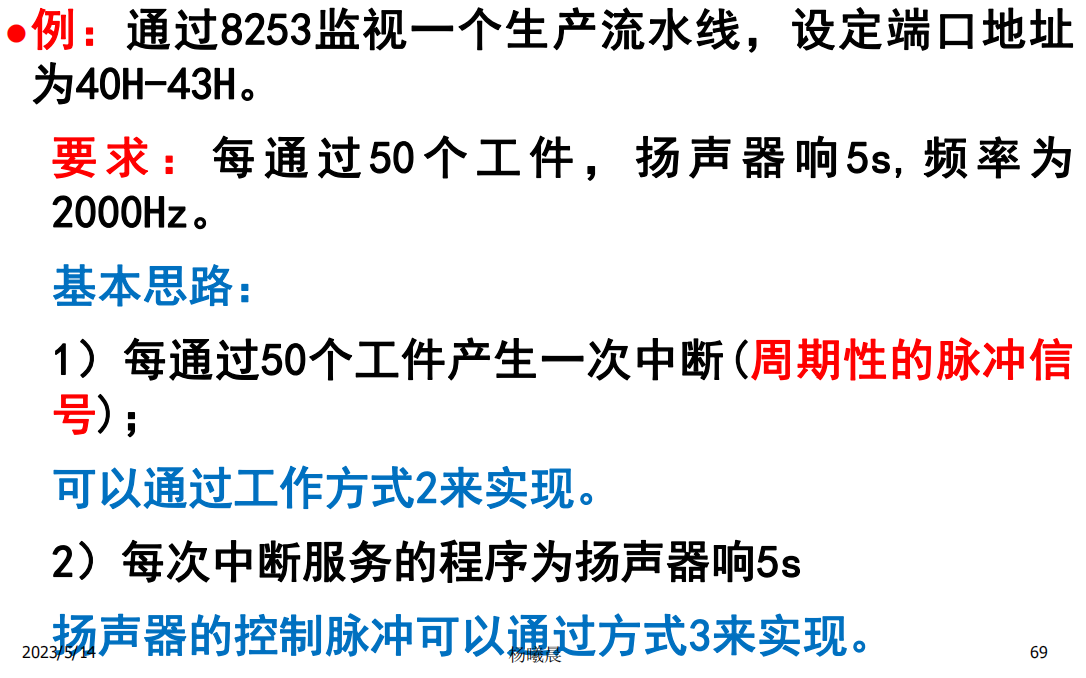 ●例：通过8253监视一个生产流水线，设定端口地址
为40H-43H。
要求：每通过50个工件，扬声器响5s,频率为
2000Hz。
基本思路：
1）每通过50个工件产生一次中断(周期性的脉冲信
号)；
可以通过工作方式2来实现。
2）每次中断服务的程序为扬声器响5s
扬声器的控制脉冲可以通过方式3来实现。
2023/5/14 杨曦晨 69